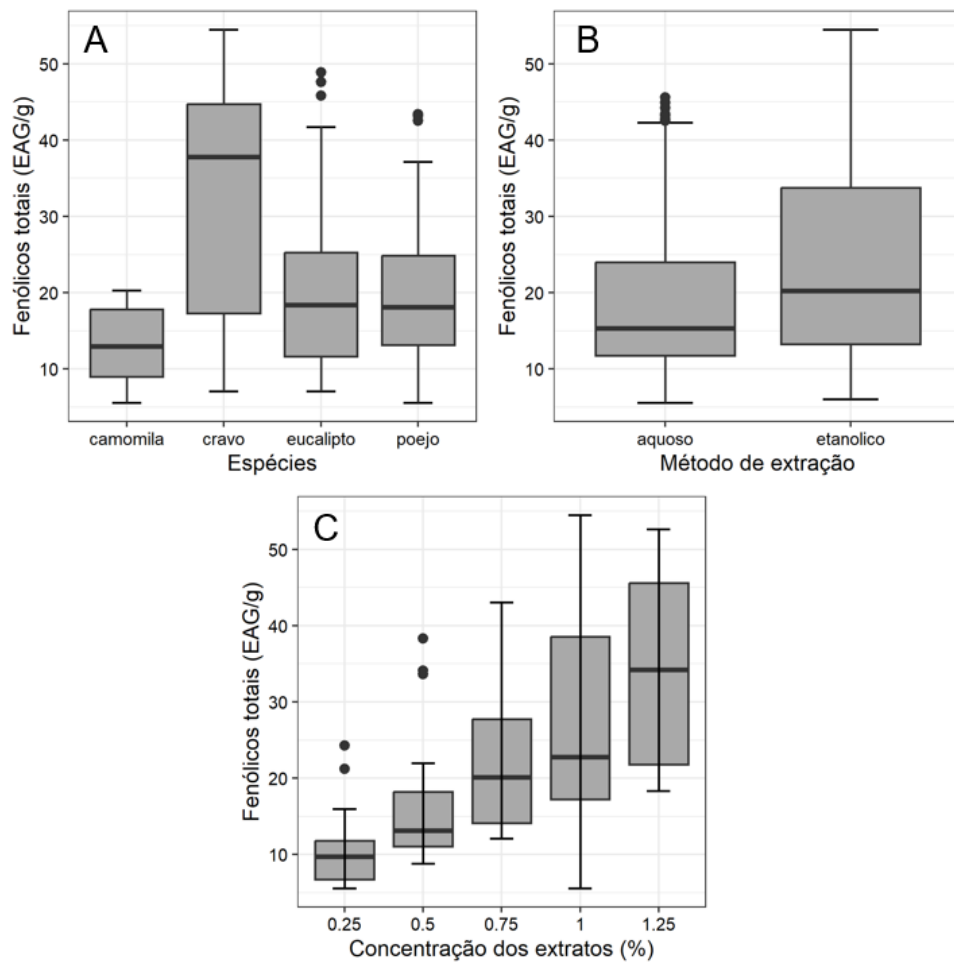 A
Fenólicos totais (EAG/g)
50
40
30
20
10
camomila cravo eucalipto poejo
Espécies
B
Fenólicos totais (EAG/g)
50
40
30
20
10
aquoso etanolico
Método de extração
C
Fenólicos totais (EAG/g)
50
40
30
20
10
0.25 0.5 0.75 1 1.25
Concentração dos extratos (%)